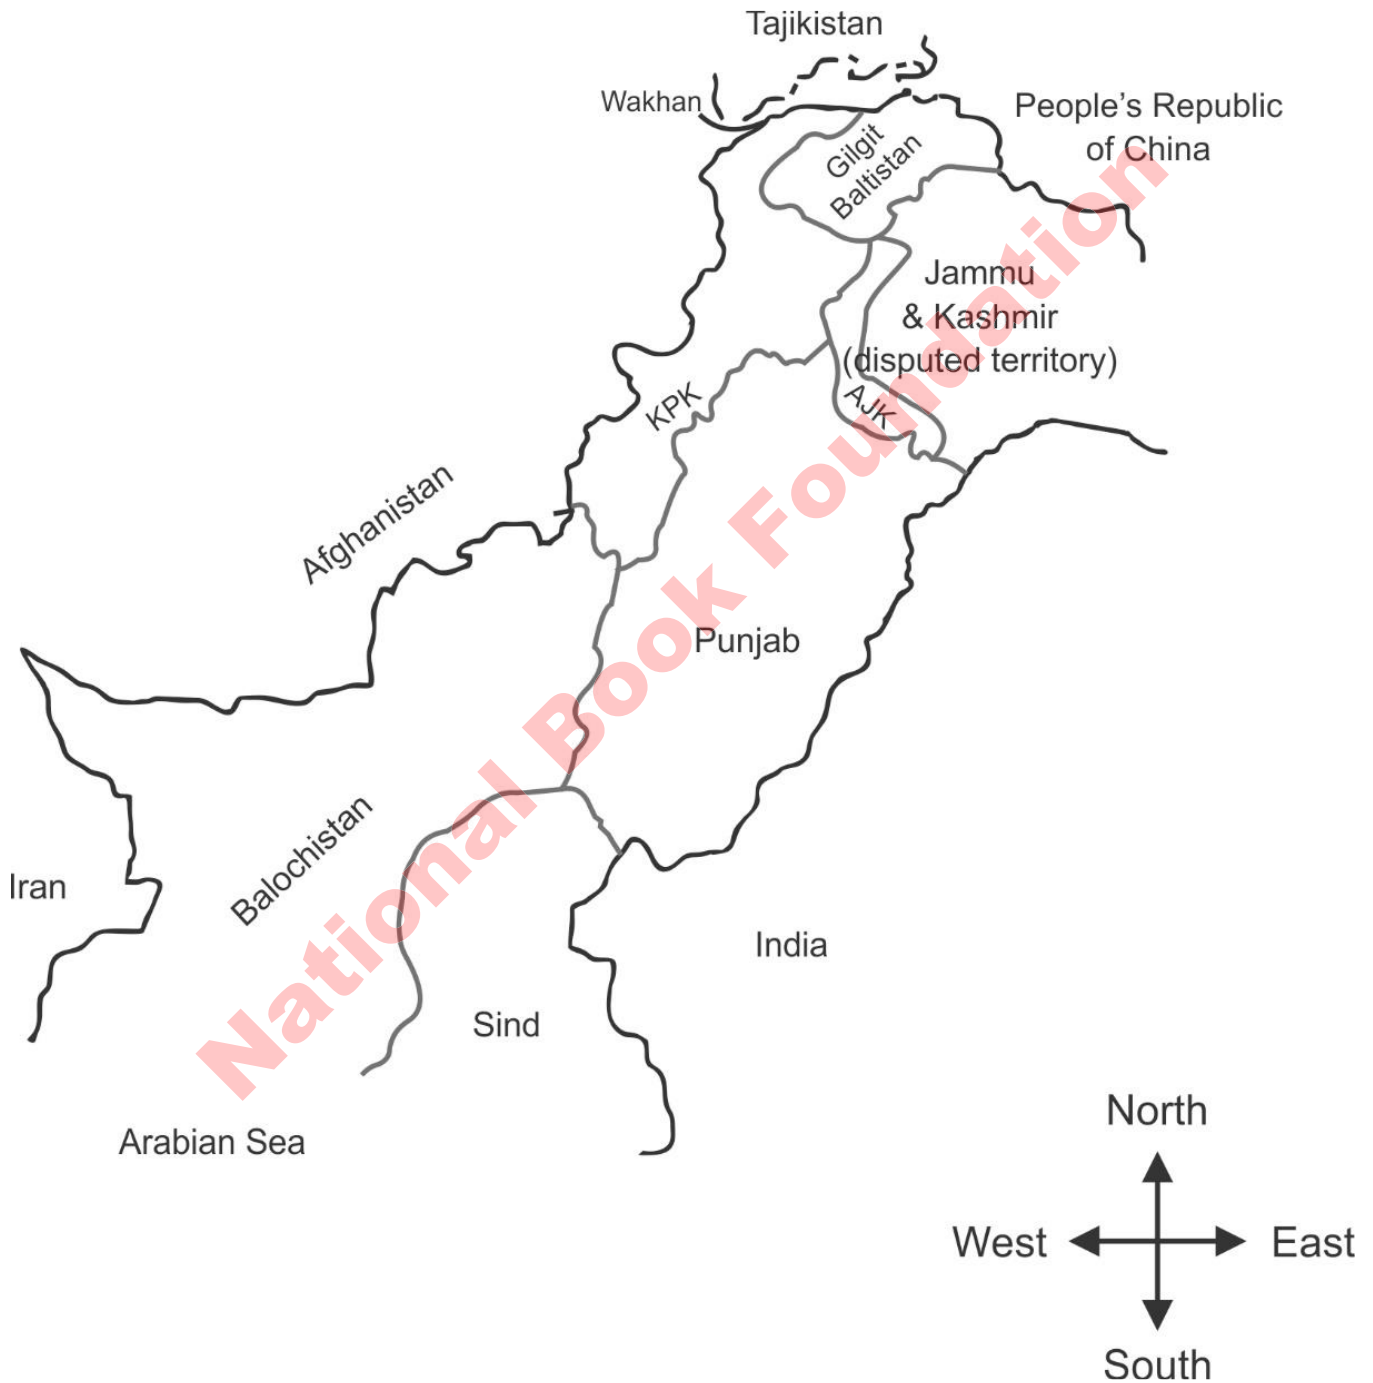 Tajikistan
Wakhan
People's Republic
of China
Gilgit
Baltistan
Jammu
& Kashmir
(disputed territory)
KPK
AJK
Afghanistan
Punjab
Balochistan
Iran
India
Sind
Arabian Sea
National Book Foundation
North
West
East
South